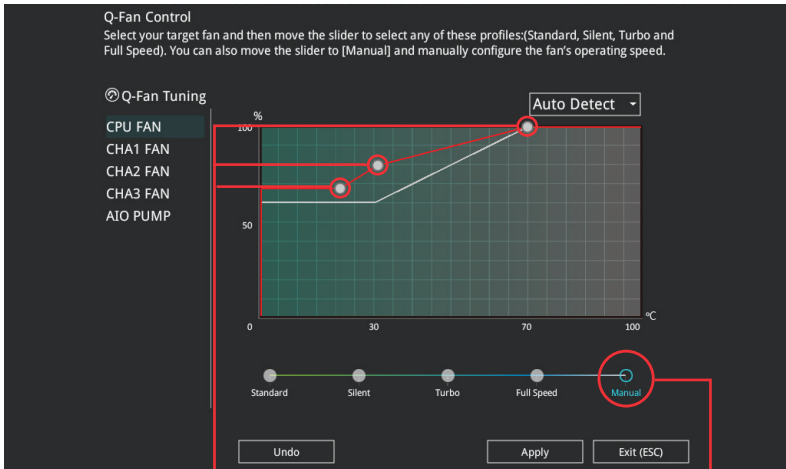 Q-Fan Control
Select your target fan and then move the slider to select any of these profiles:(Standard, Silent, Turbo and
Full Speed). You can also move the slider to [Manual] and manually configure the fan's operating speed.
Q-Fan Tuning
Auto Detect
CPU FAN
CHA1 FAN
CHA2 FAN
CHA3 FAN
AIO PUMP
%
100
50
0
30
70
100
°C
Standard
Silent
Turbo
Full Speed
Manual
Undo
Apply
Exit (ESC)